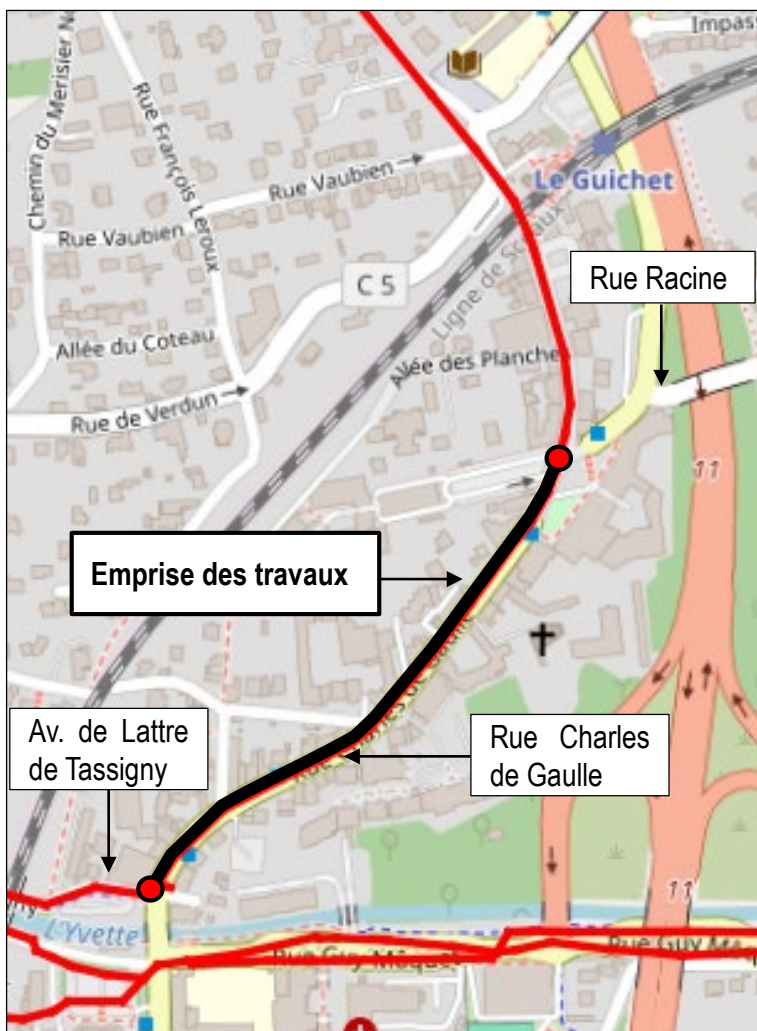 Impass
Chemin du Merisier N
Rue François Leroux
Rue Vaubien →
Le Guichet
Rue Vaubien
Rue Racine
C 5
Ligne de Sceaux
Allée du Coteau
Allée des Planches
Rue de Verdun →
11
Emprise des travaux
Av. de Lattre
de Tassigny
Rue Charles
de Gaulle
11
L'Yvette
Rue Guy Môquet
Rue Guy M